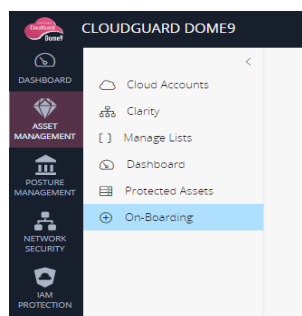 CloudGuard
Dome9
CLOUDGUARD DOME9
DASHBOARD
ASSET
MANAGEMENT
POSTURE
MANAGEMENT
NETWORK
SECURITY
IAM
PROTECTION
Cloud Accounts
Clarity
Manage Lists
Dashboard
Protected Assets
On-Boarding